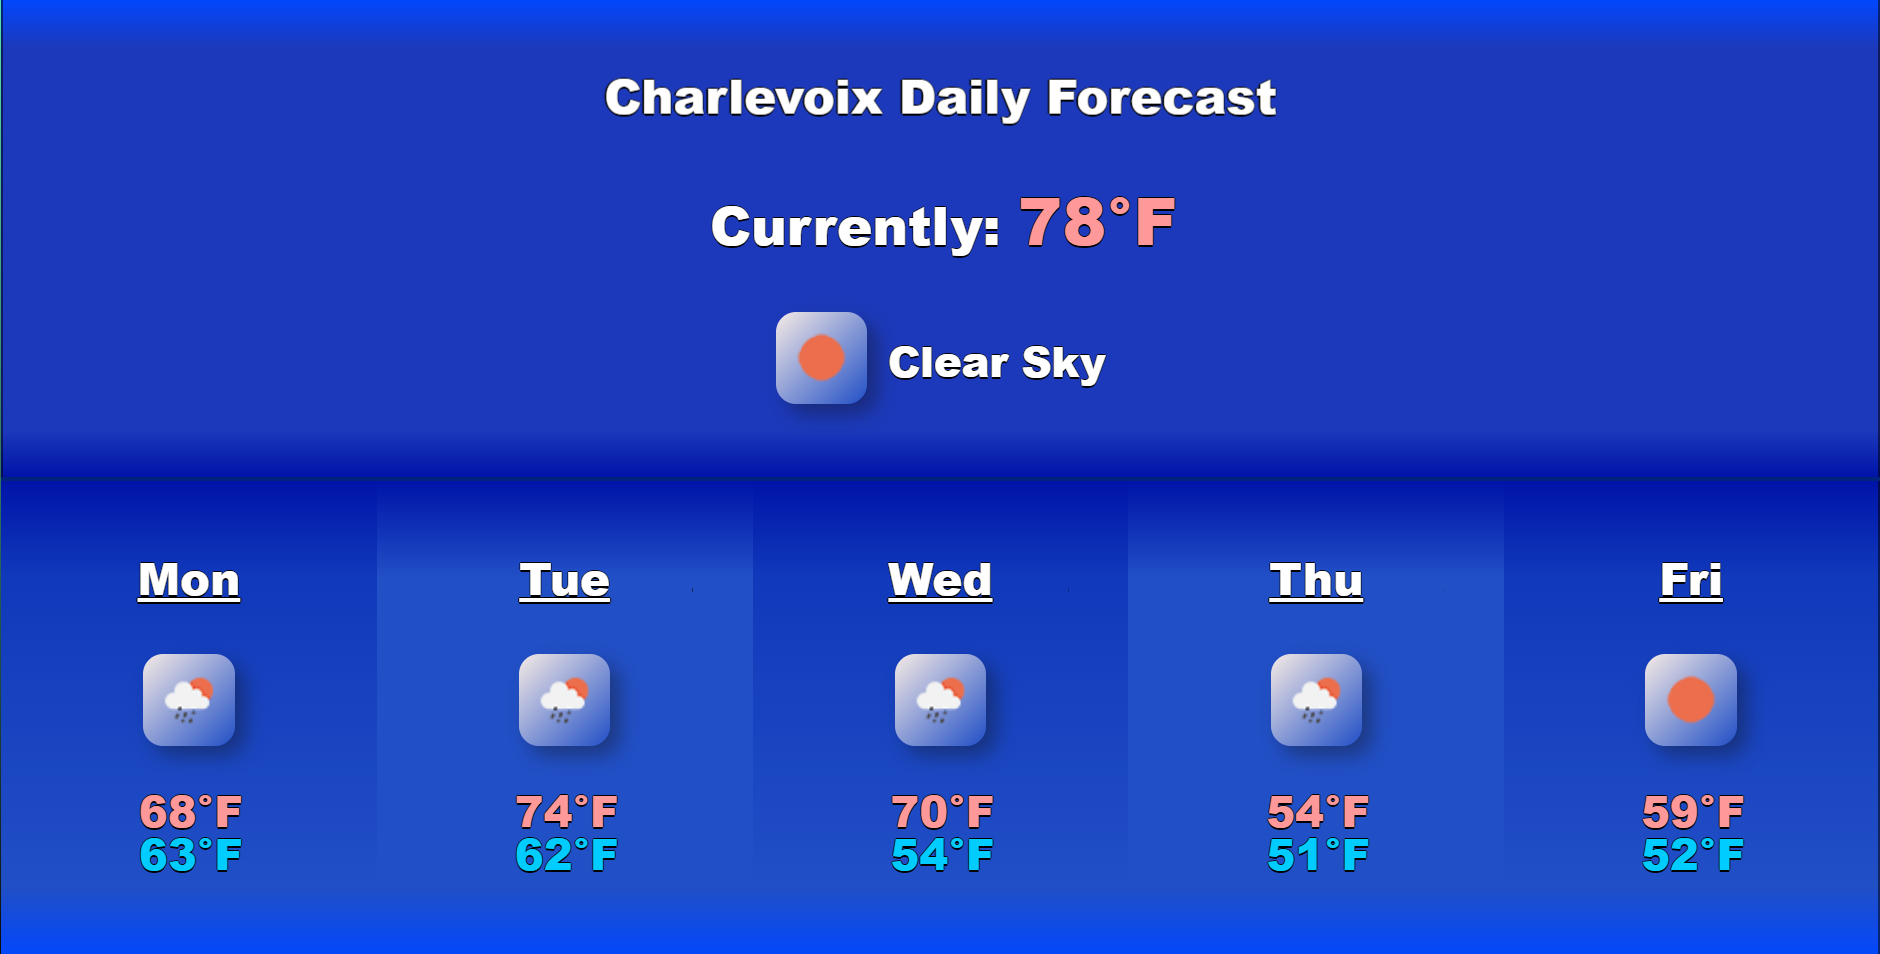 Charlevoix Daily Forecast
Currently: 78°F
Clear Sky
Mon Tue Wed Thu Fri
68°F 74°F 70°F 54°F 59°F
63°F 62°F 54°F 51°F 52°F